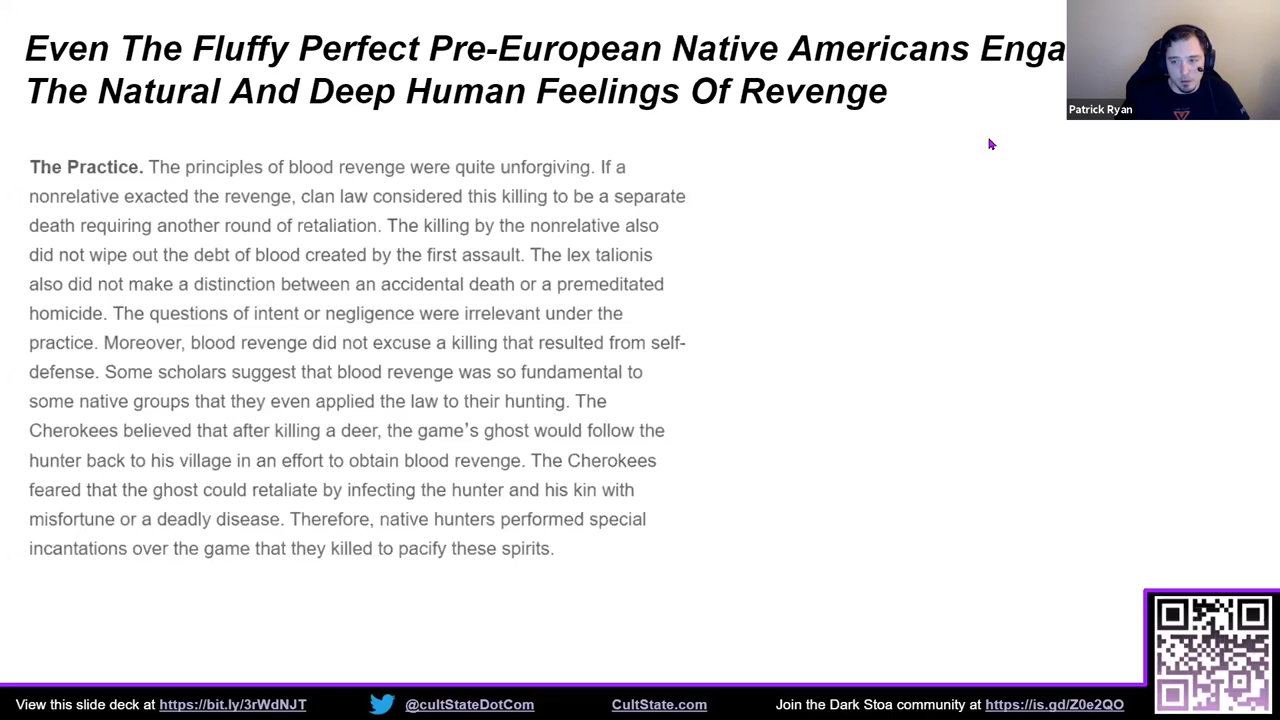 Even The Fluffy Perfect Pre-European Native Americans Enga
The Natural And Deep Human Feelings Of Revenge
Patrick Ryan
The Practice. The principles of blood revenge were quite unforgiving. If a
nonrelative exacted the revenge, clan law considered this killing to be a separate
death requiring another round of retaliation. The killing by the nonrelative also
did not wipe out the debt of blood created by the first assault. The lex talionis
also did not make a distinction between an accidental death or a premeditated
homicide. The questions of intent or negligence were irrelevant under the
practice. Moreover, blood revenge did not excuse a killing that resulted from self-
defense. Some scholars suggest that blood revenge was so fundamental to
some native groups that they even applied the law to their hunting. The
Cherokees believed that after killing a deer, the game’s ghost would follow the
hunter back to his village in an effort to obtain blood revenge. The Cherokees
feared that the ghost could retaliate by infecting the hunter and his kin with
misfortune or a deadly disease. Therefore, native hunters performed special
incantations over the game that they killed to pacify these spirits.
View this slide deck at https://bit.ly/3rWdNJT @cultStateDotCom CultState.com Join the Dark Stoa community at https://is.gd/Z0e2QO